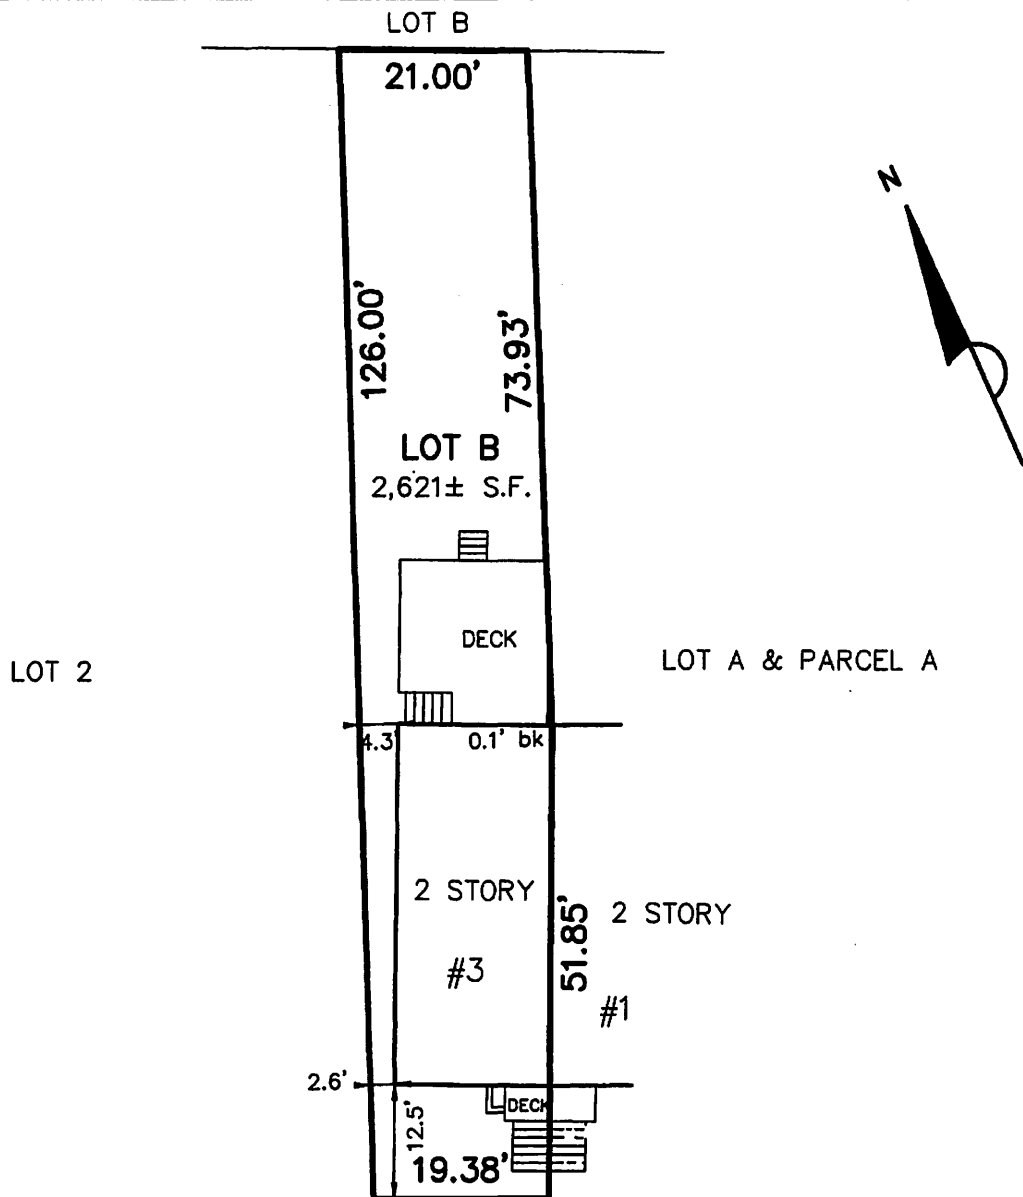 LOT B
21.00'
N
126.00'
73.93'
LOT B
2,621± S.F.
DECK
LOT 2
LOT A & PARCEL A
4.3'
0.1' bk
2 STORY
51.85'
2 STORY
#3
#1
2.6'
DECK
12.5'
19.38'